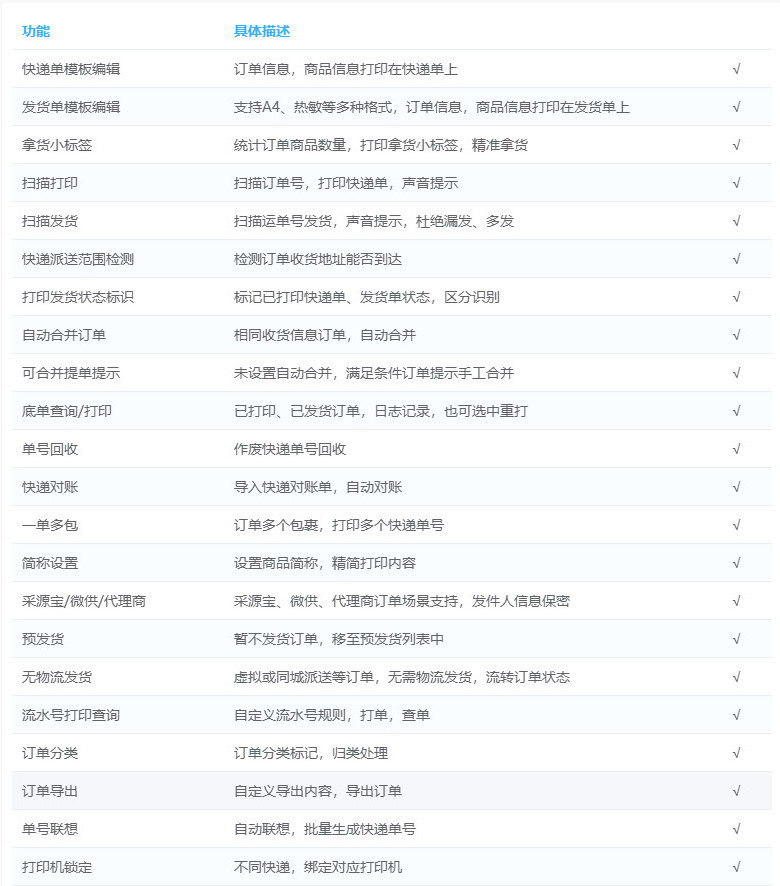 功能 具体描述
快递单模板编辑 订单信息，商品信息打印在快递单上 √
发货单模板编辑 支持A4、热敏等多种格式，订单信息，商品信息打印在发货单上 √
拿货小标签 统计订单商品数量，打印拿货小标签，精准拿货 √
扫描打印 扫描订单号，打印快递单，声音提示 √
扫描发货 扫描运单号发货，声音提示，杜绝漏发、多发 √
快递派送范围检测 检测订单收货地址能否到达 √
打印发货状态标识 标记已打印快递单、发货单状态，区分识别 √
自动合并订单 相同收货信息订单，自动合并 √
可合并提单提示 未设置自动合并，满足条件订单提示手工合并 √
底单查询/打印 已打印、已发货订单，日志记录，也可选中重打 √
单号回收 作废快递单号回收 √
快递对账 导入快递对账单，自动对账 √
一单多包 订单多个包裹，打印多个快递单号 √
简称设置 设置商品简称，精简打印内容 √
采源宝/微供/代理商 采源宝、微供、代理商订单场景支持，发件人信息保密 √
预发货 暂不发货订单，移至预发货列表中 √
无物流发货 虚拟或同城派送等订单，无需物流发货，流转订单状态 √
流水号打印查询 自定义流水号规则，打单，查单 √
订单分类 订单分类标记，归类处理 √
订单导出 自定义导出内容，导出订单 √
单号联想 自动联想，批量生成快递单号 √
打印机锁定 不同快递，绑定对应打印机 √